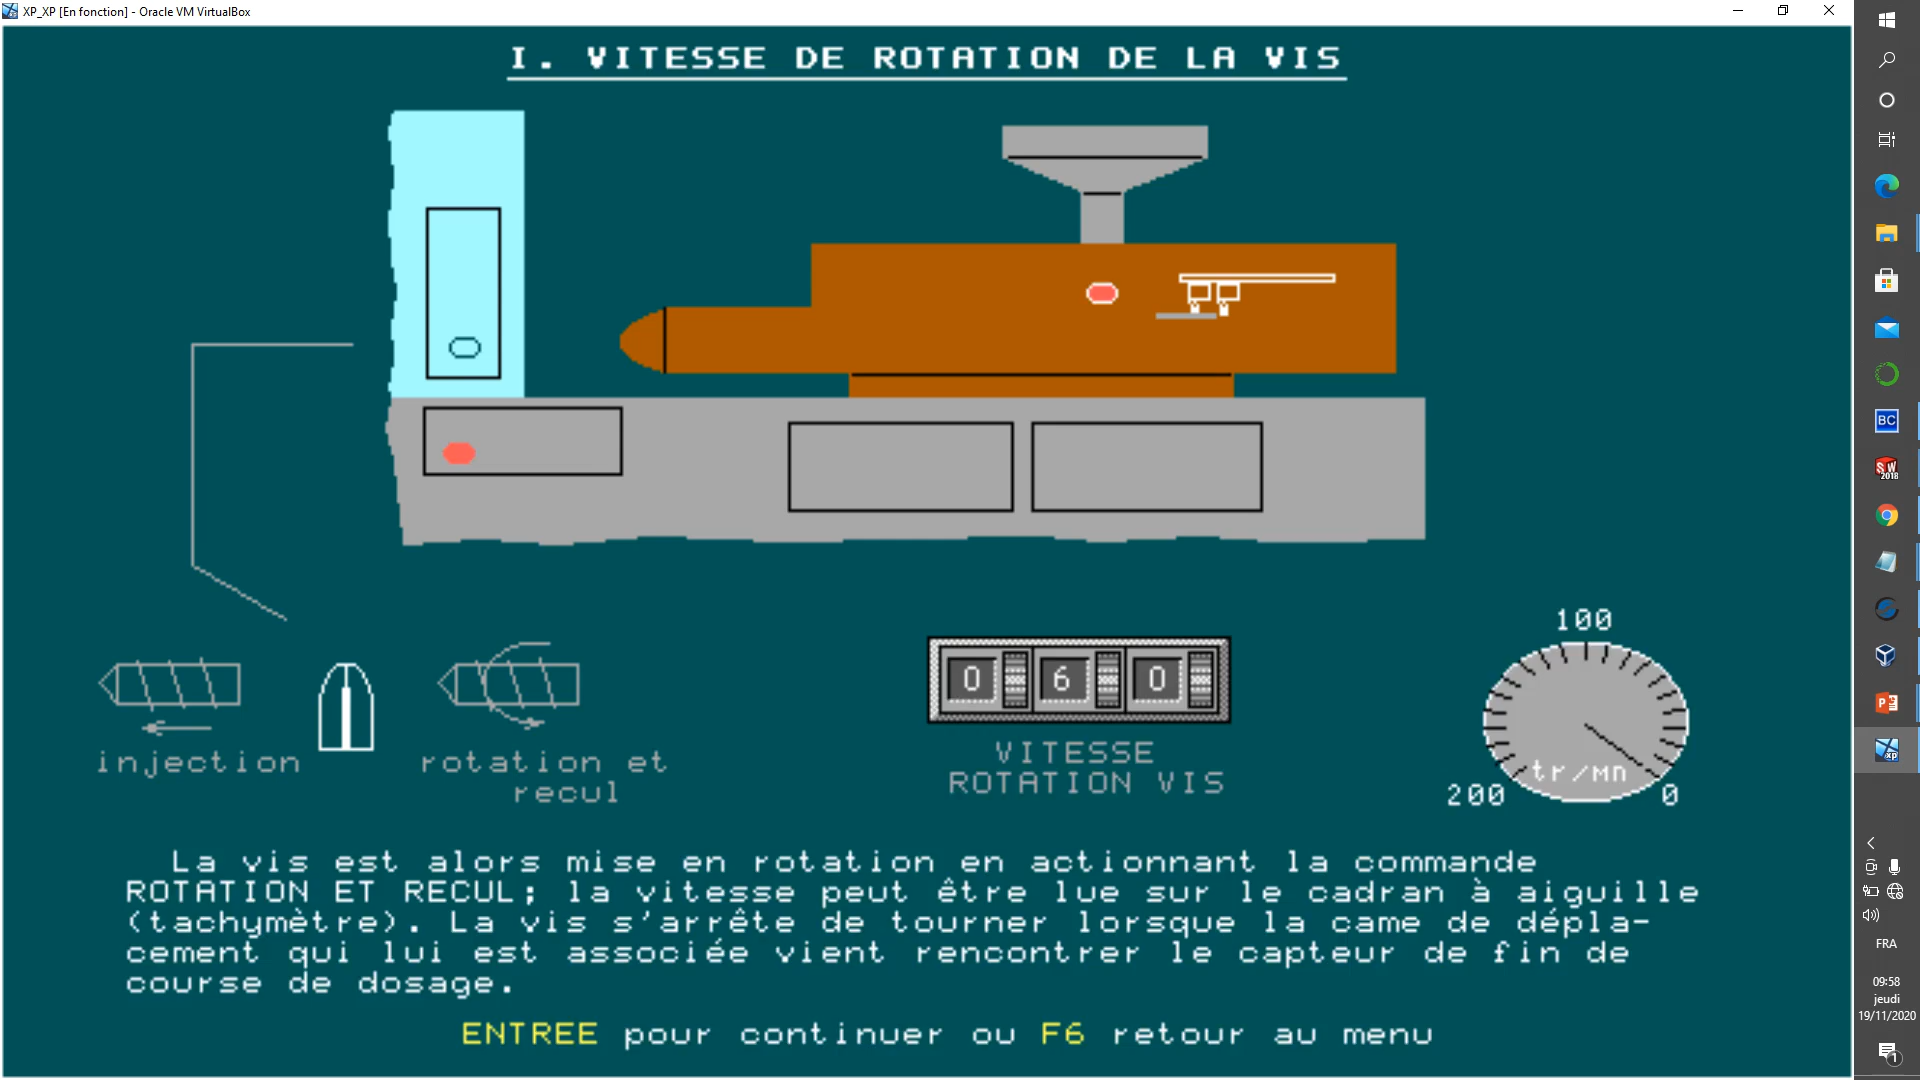 XP_XP [En fonction] - Oracle VM VirtualBox
I. VITESSE DE ROTATION DE LA VIS
100
0 6 0
injection
rotation et
recul
VITESSE
ROTATION VIS
tr/mn
200
0
La vis est alors mise en rotation en actionnant la commande
ROTATION ET RECUL; la vitesse peut être lue sur le cadran à aiguille
(tachymètre). La vis s'arrête de tourner lorsque la came de dépla-
cement qui lui est associée vient rencontrer le capteur de fin de
course de dosage.
ENTREE pour continuer ou F6 retour au menu
BC
SW
2018
P
xp
FRA
09:58
jeudi
19/11/2020
1